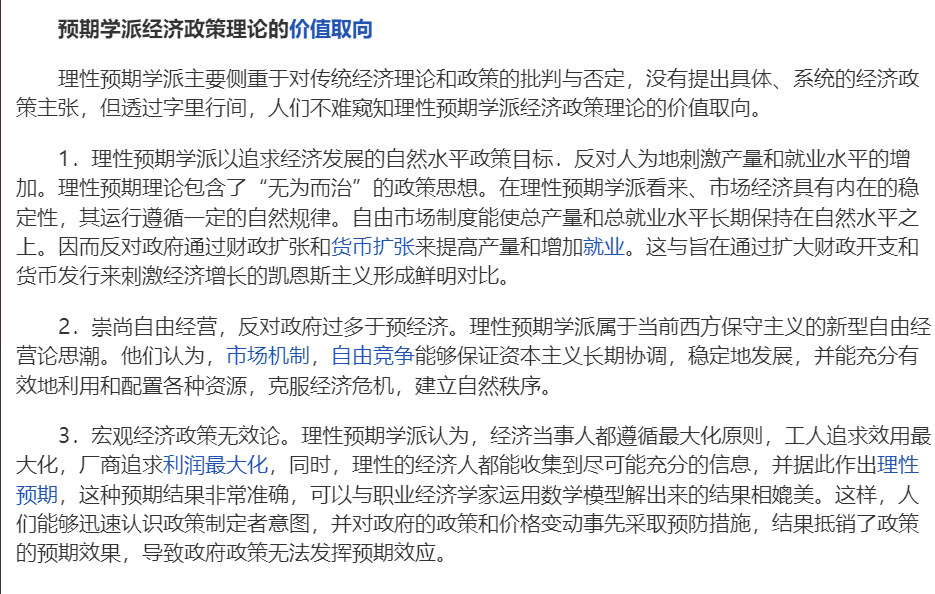 预期学派经济政策理论的价值取向
理性预期学派主要侧重于对传统经济理论和政策的批判与否定，没有提出具体、系统的经济政
策主张，但透过字里行间，人们不难窥知理性预期学派经济政策理论的价值取向。
1．理性预期学派以追求经济发展的自然水平政策目标．反对人为地刺激产量和就业水平的增
加。理性预期理论包含了“无为而治”的政策思想。在理性预期学派看来、市场经济具有内在的稳
定性，其运行遵循一定的自然规律。自由市场制度能使总产量和总就业水平长期保持在自然水平之
上。因而反对政府通过财政扩张和货币扩张来提高产量和增加就业。这与旨在通过扩大财政开支和
货币发行来刺激经济增长的凯恩斯主义形成鲜明对比。
2．崇尚自由经营，反对政府过多于预经济。理性预期学派属于当前西方保守主义的新型自由经
营论思潮。他们认为，市场机制，自由竞争能够保证资本主义长期协调，稳定地发展，并能充分有
效地利用和配置各种资源，克服经济危机，建立自然秩序。
3．宏观经济政策无效论。理性预期学派认为，经济当事人都遵循最大化原则，工人追求效用最
大化，厂商追求利润最大化，同时，理性的经济人都能收集到尽可能充分的信息，并据此作出理性
预期，这种预期结果非常准确，可以与职业经济学家运用数学模型解出来的结果相媲美。这样，人
们能够迅速认识政策制定者意图，并对政府的政策和价格变动事先采取预防措施，结果抵销了政策
的预期效果，导致政府政策无法发挥预期效应。